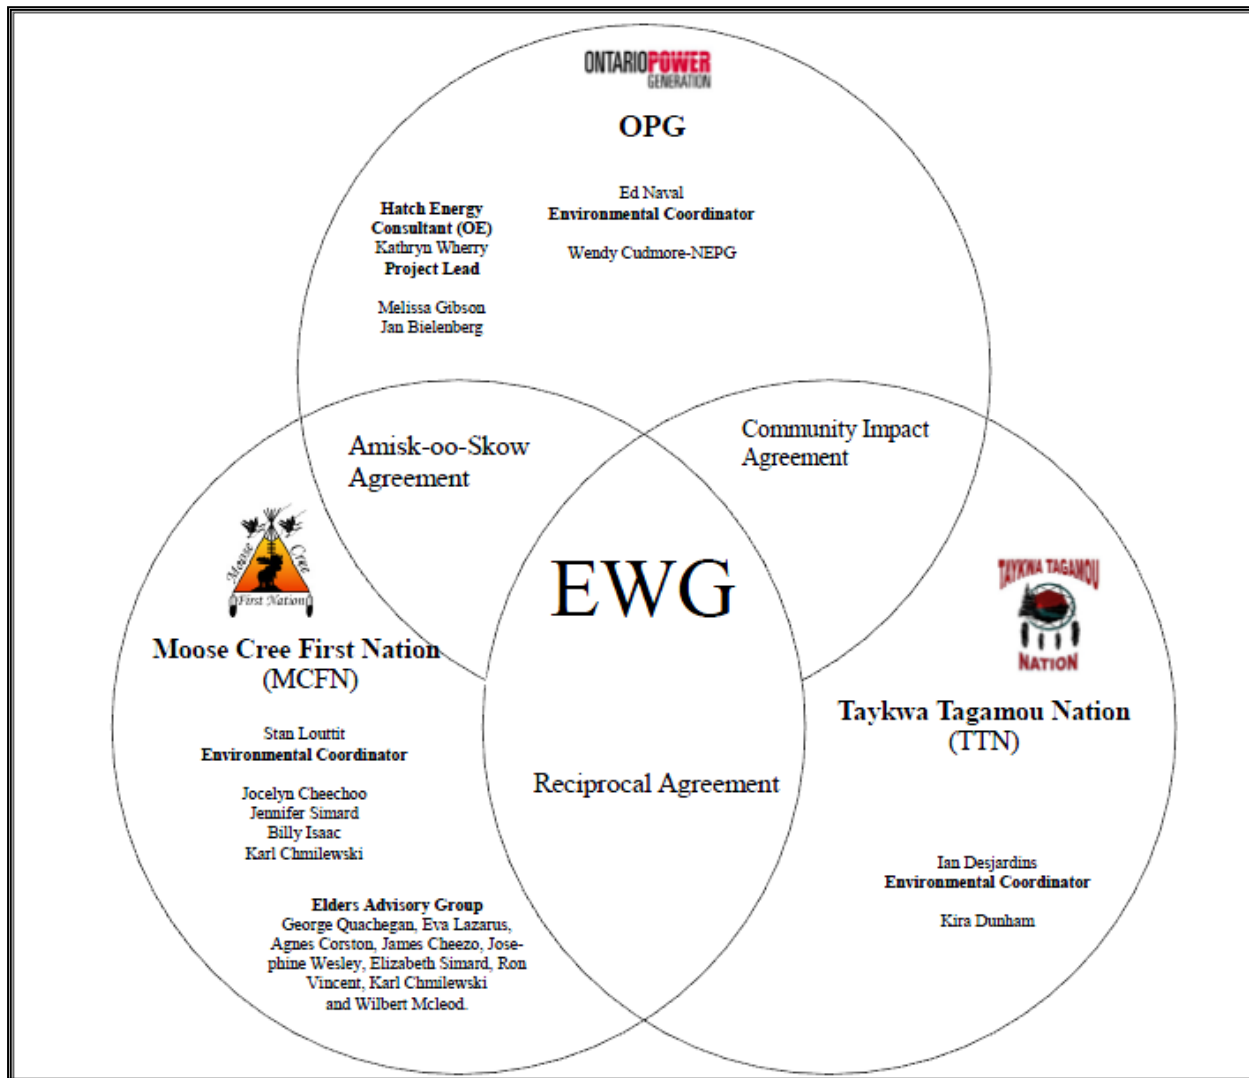 ONTARIOPOWER
GENERATION
OPG
Ed Naval
Environmental Coordinator
Wendy Cudmore-NEPG
Hatch Energy
Consultant (OE)
Kathryn Wherry
Project Lead
Melissa Gibson
Jan Bielenberg
Amisk-oo-Skow
Agreement
Community Impact
Agreement
EWG
Reciprocal Agreement
Moose Cree
First Nation
Moose Cree First Nation
(MCFN)
Stan Louttit
Environmental Coordinator
Jocelyn Cheechoo
Jennifer Simard
Billy Isaac
Karl Chmilewski
Elders Advisory Group
George Quachegan, Eva Lazarus,
Agnes Corston, James Cheezo, Jose-
phine Wesley, Elizabeth Simard, Ron
Vincent, Karl Chmilewski
and Wilbert Mcleod.
TAYKWA TAGAMOU
NATION
Taykwa Tagamou Nation
(TTN)
Ian Desjardins
Environmental Coordinator
Kira Dunham